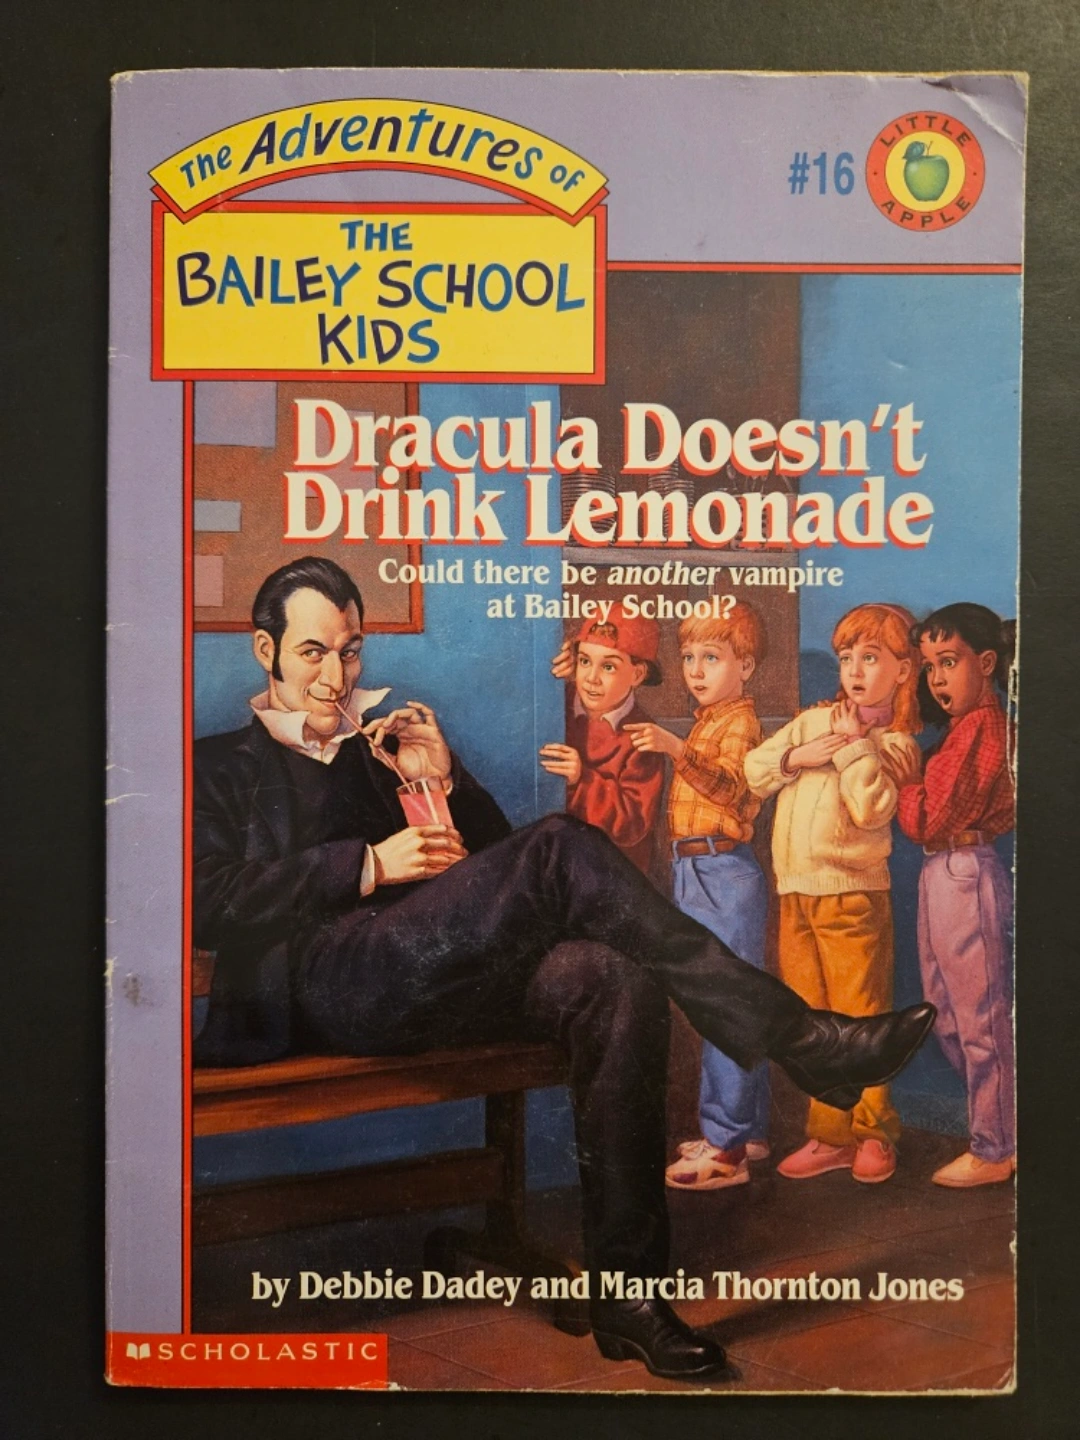 The Adventures of
THE
BAILEY SCHOOL
KIDS
#16
LITTLE
APPLE
Dracula Doesn't
Drink Lemonade
Could there be another vampire
at Bailey School?
by Debbie Dadey and Marcia Thornton Jones
SCHOLASTIC